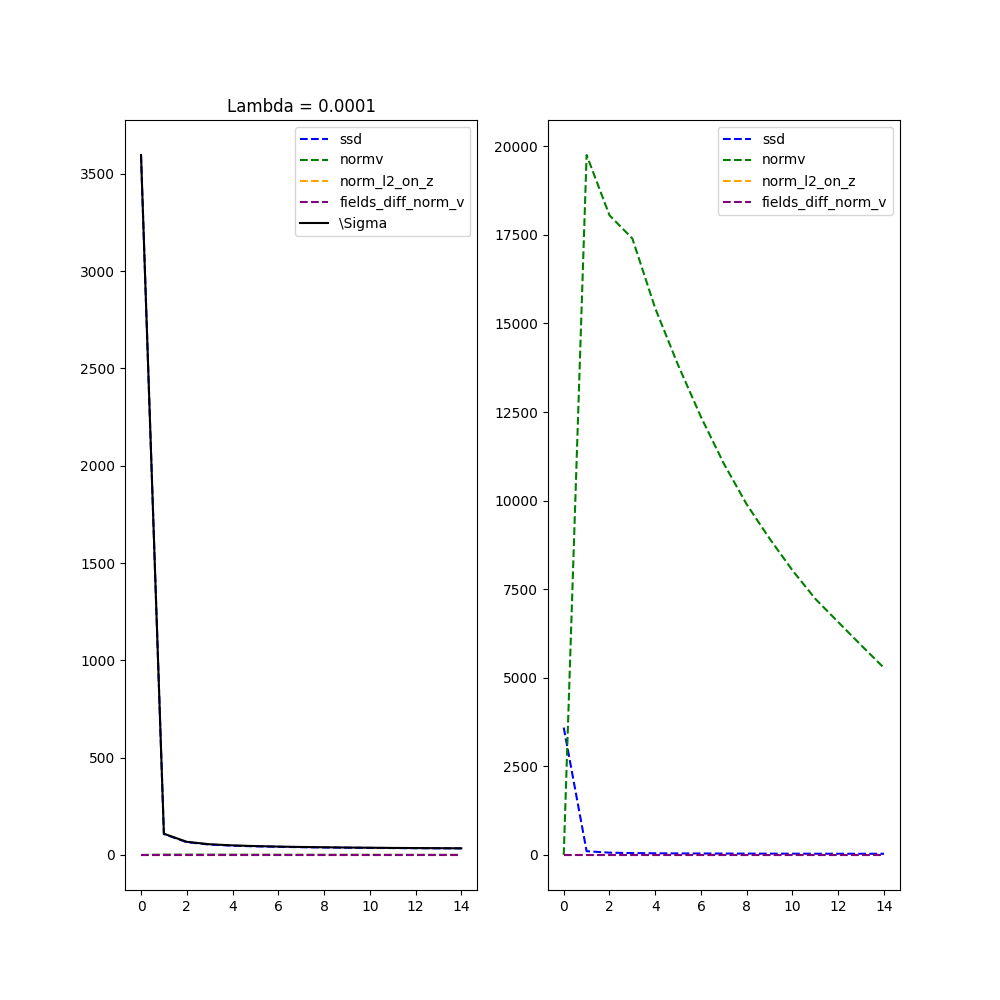 Lambda = 0.0001
ssd
normv
norm_l2_on_z
fields_diff_norm_v
\Sigma
3500
3000
2500
2000
1500
1000
500
0
0 2 4 6 8 10 12 14
ssd
normv
norm_l2_on_z
fields_diff_norm_v
20000
17500
15000
12500
10000
7500
5000
2500
0
0 2 4 6 8 10 12 14